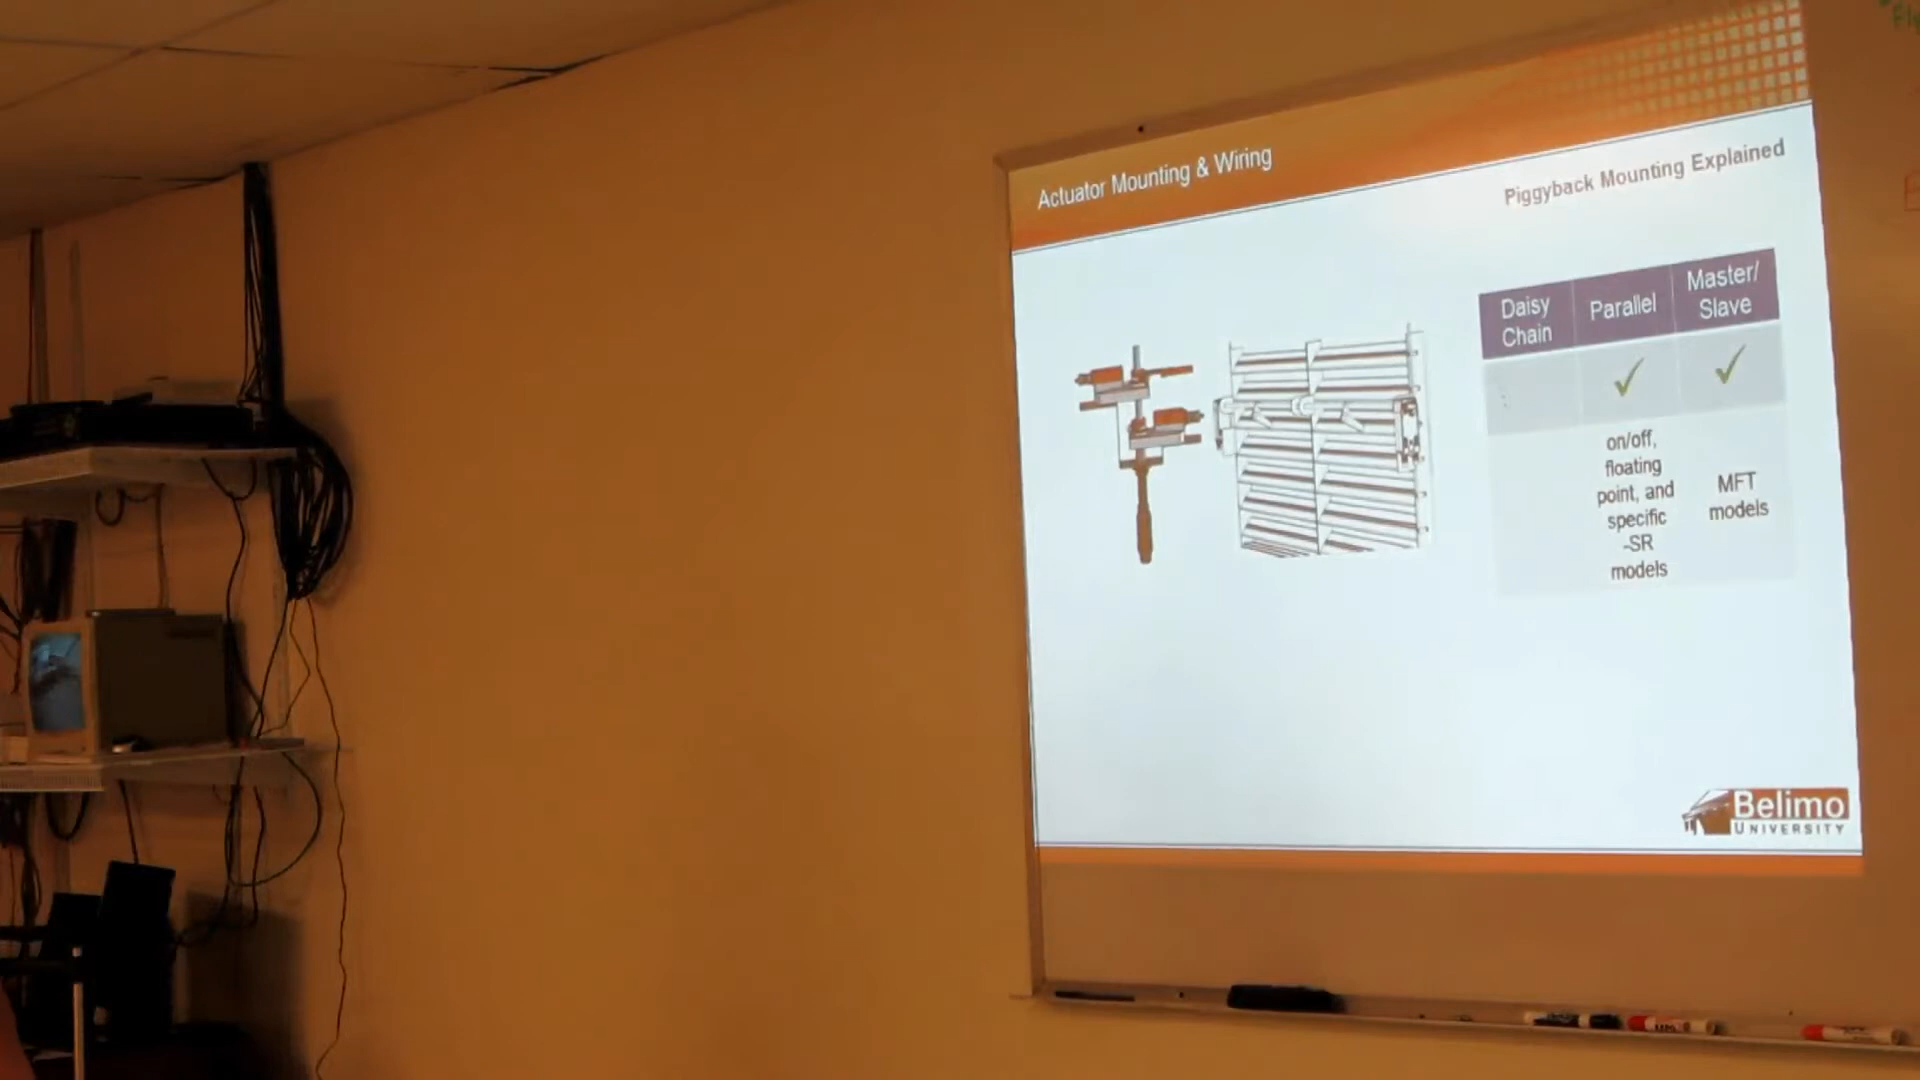 Actuator Mounting & Wiring
Piggyback Mounting Explained
Daisy
Chain
Parallel
Master/
Slave
✓
✓
on/off,
floating
point, and
specific
-SR
models
MFT
models
Belimo
UNIVERSITY